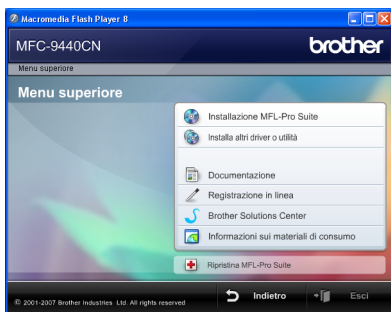 Macromedia Flash Player 8
MFC-9440CN
brother
Menu superiore
Menu superiore
Installazione MFL-Pro Suite
Installa altri driver o utilità
Documentazione
Registrazione in linea
Brother Solutions Center
Informazioni sui materiali di consumo
Ripristina MFL-Pro Suite
© 2001-2007 Brother Industries Ltd. All rights reserved
Indietro
Esci